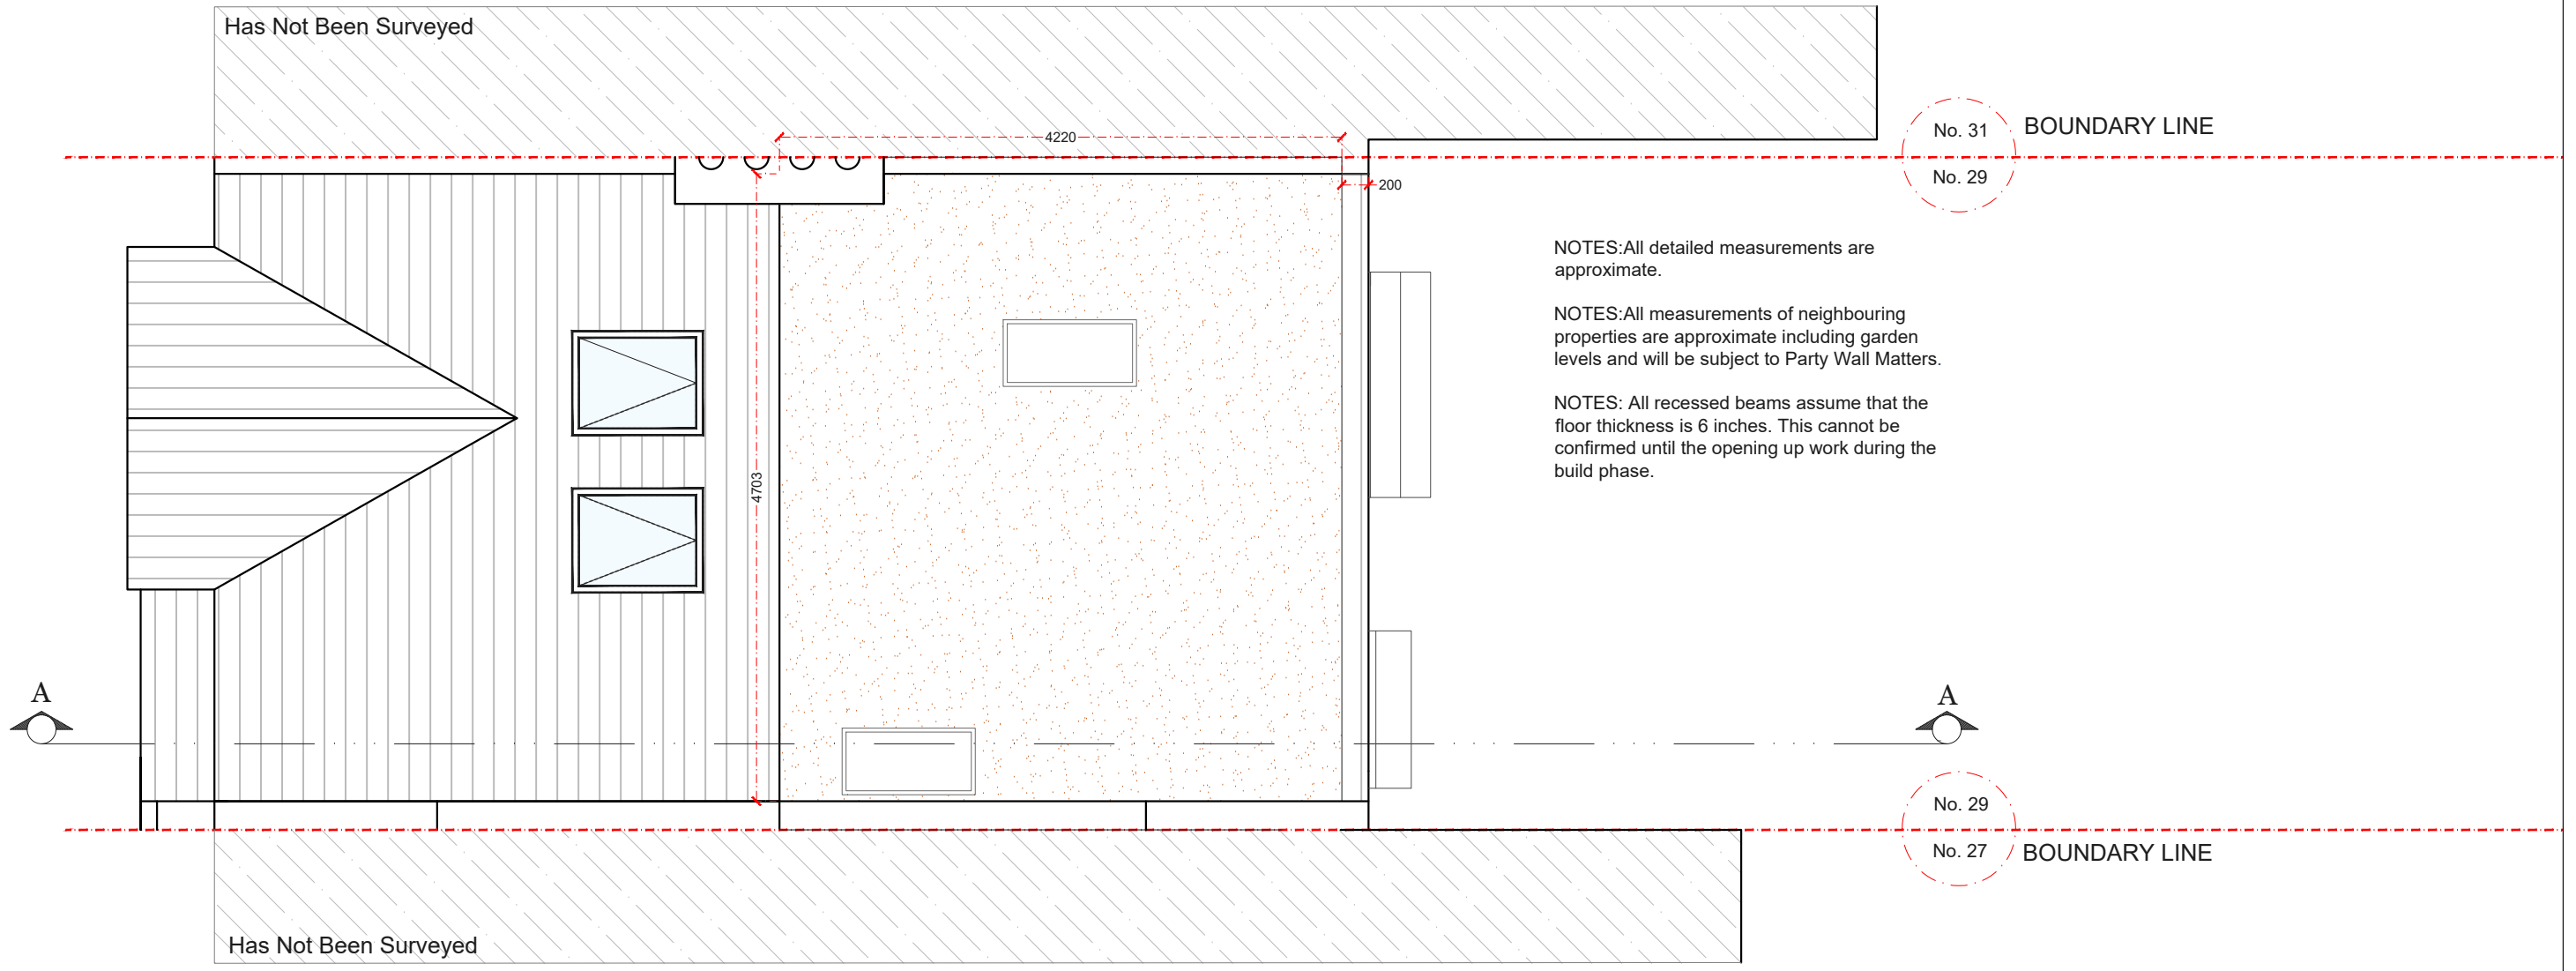 Has Not Been Surveyed
4220
No. 31
BOUNDARY LINE
No. 29
200
NOTES:All detailed measurements are
approximate.
NOTES:All measurements of neighbouring
properties are approximate including garden
levels and will be subject to Party Wall Matters.
NOTES: All recessed beams assume that the
floor thickness is 6 inches. This cannot be
confirmed until the opening up work during the
build phase.
4703
A
A
No. 29
No. 27
BOUNDARY LINE
Has Not Been Surveyed